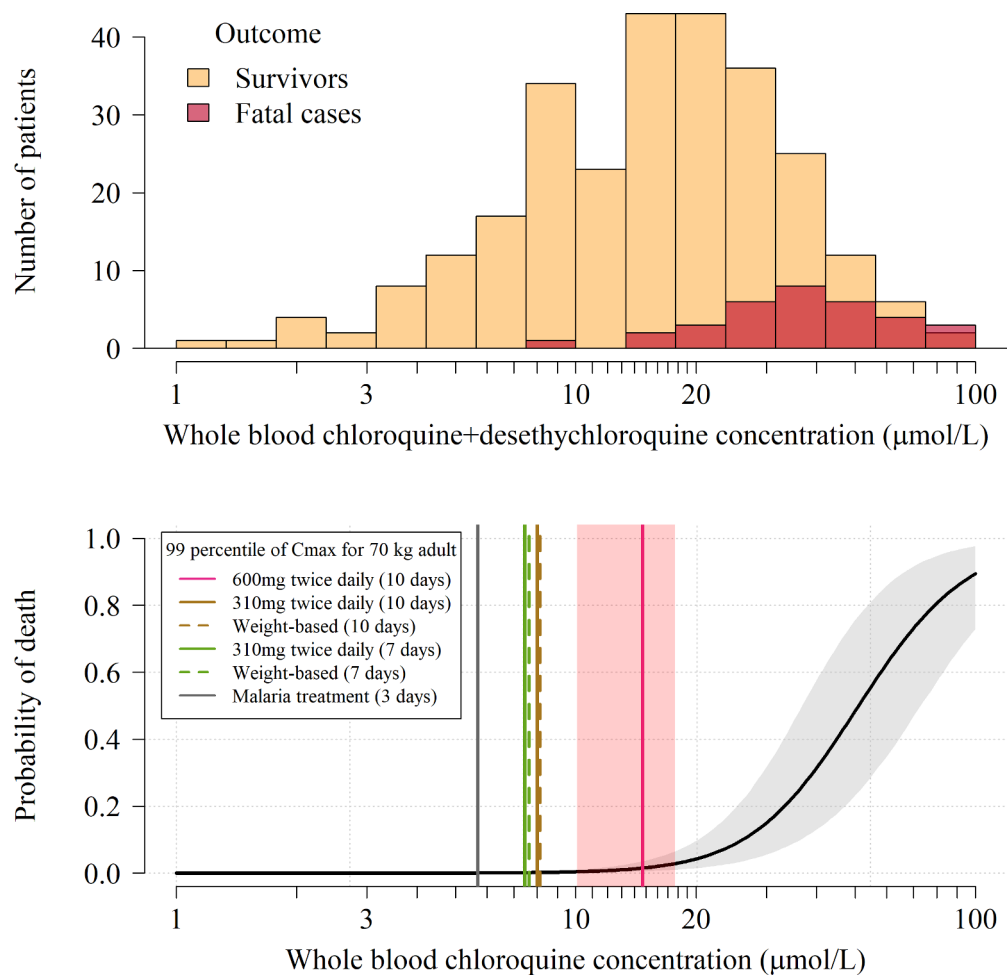 Number of patients
40
30
20
10
0
Outcome
Survivors
Fatal cases
1 3 10 20 100
Whole blood chloroquine+desethychloroquine concentration (μmol/L)
Probability of death
1.0
0.8
0.6
0.4
0.2
0.0
99 percentile of Cmax for 70 kg adult
600mg twice daily (10 days)
310mg twice daily (10 days)
Weight-based (10 days)
310mg twice daily (7 days)
Weight-based (7 days)
Malaria treatment (3 days)
1 3 10 20 100
Whole blood chloroquine concentration (μmol/L)